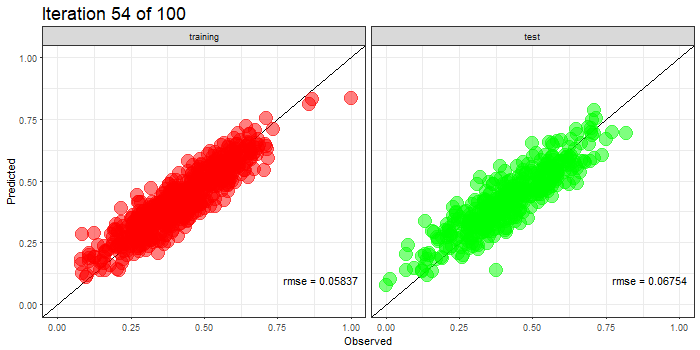 Iteration 54 of 100
training
test
1.00
0.75
0.50
0.25
0.00
Predicted
rmse = 0.05837
rmse = 0.06754
0.00 0.25 0.50 0.75 1.00
0.00 0.25 0.50 0.75 1.00
Observed